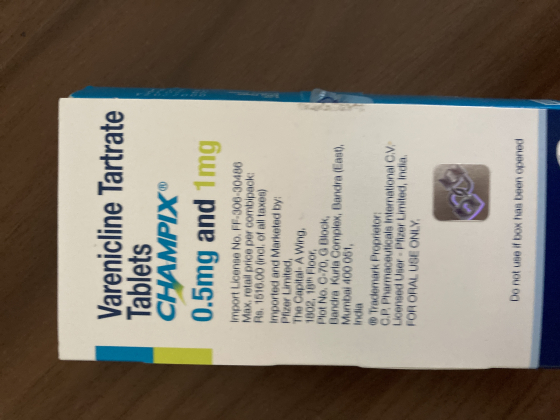 Varenicline Tartrate
Tablets
CHAMPIX®
0.5mg and 1mg
Import License No. FF-306-30486
Max. retail price per combipack:
Rs. 1516.00 (incl. of all taxes)
Imported and Marketed by:
Pfizer Limited,
The Capital- A Wing,
1802, 18th Floor,
Plot No. C-70, G Block,
Bandra Kurla Complex, Bandra (East),
Mumbai 400 051,
India
® Trademark Proprietor:
C.P. Pharmaceuticals International C.V.
Licensed User - Pfizer Limited, India.
FOR ORAL USE ONLY.
Do not use if box has been opened